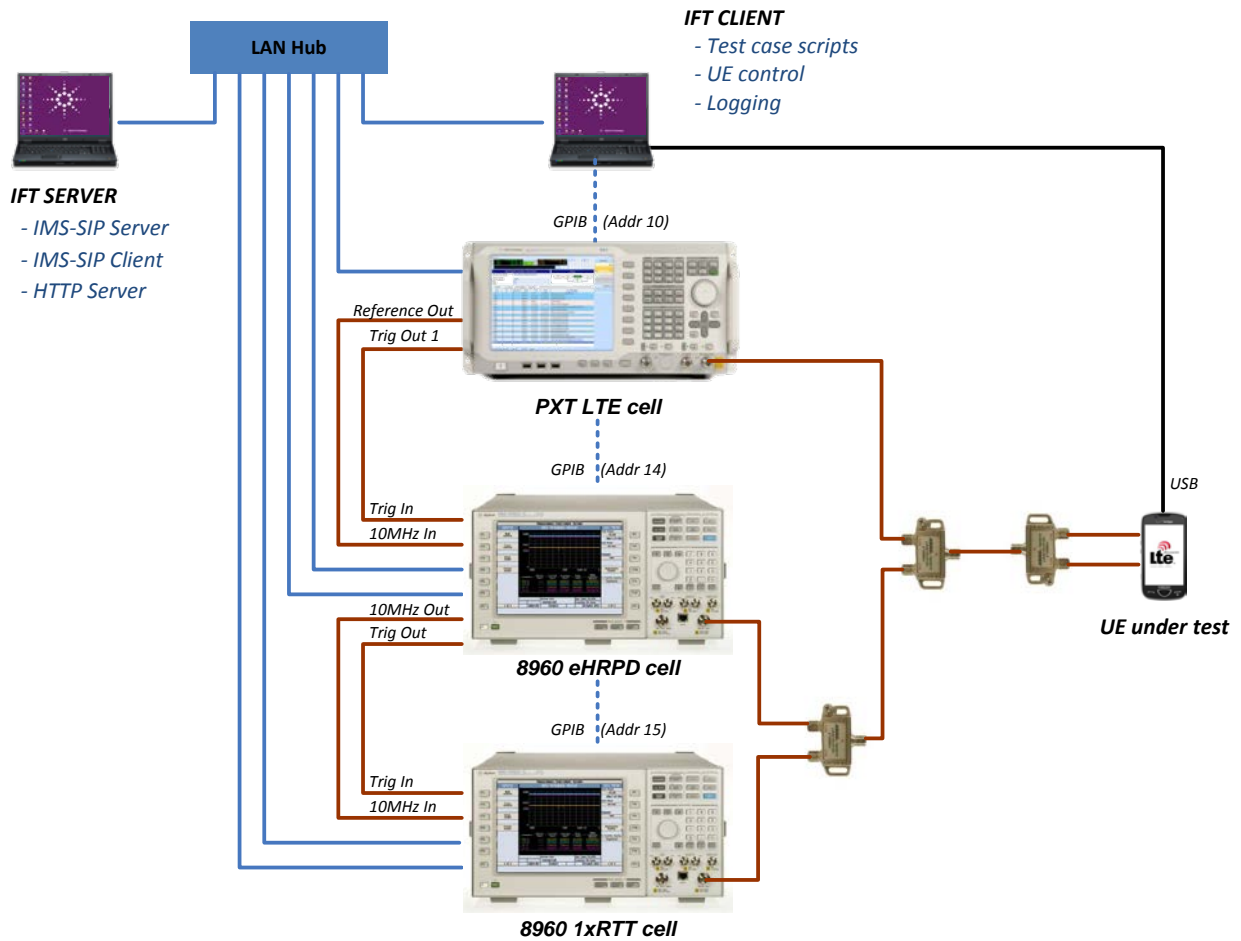 IFT CLIENT
- Test case scripts
- UE control
- Logging
LAN Hub
IFT SERVER
- IMS-SIP Server
- IMS-SIP Client
- HTTP Server
GPIB (Addr 10)
Reference Out
Trig Out 1
PXT LTE cell
GPIB (Addr 14)
Trig In
10MHz In
USB
Lte
UE under test
10MHz Out
Trig Out
8960 eHRPD cell
GPIB (Addr 15)
Trig In
10MHz In
8960 1xRTT cell